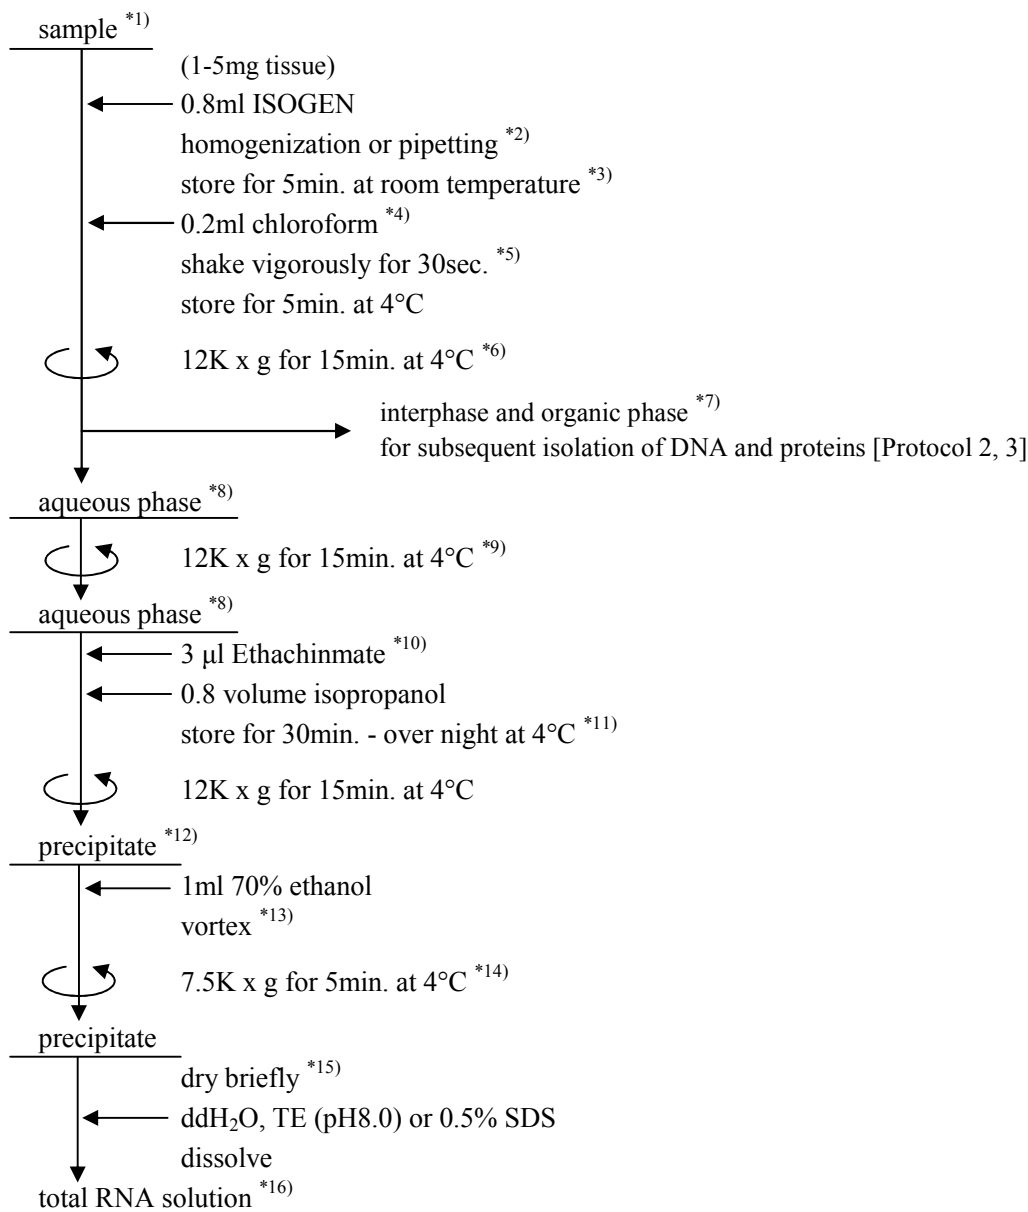 sample *1)
(1-5mg tissue)
0.8ml ISOGEN
homogenization or pipetting *2)
store for 5min. at room temperature *3)
0.2ml chloroform *4)
shake vigorously for 30sec. *5)
store for 5min. at 4°C
12K x g for 15min. at 4°C *6)
interphase and organic phase *7)
for subsequent isolation of DNA and proteins [Protocol 2, 3]
aqueous phase *8)
12K x g for 15min. at 4°C *9)
aqueous phase *8)
3 μl Ethachinmate *10)
0.8 volume isopropanol
store for 30min. - over night at 4°C *11)
12K x g for 15min. at 4°C
precipitate *12)
1ml 70% ethanol
vortex *13)
7.5K x g for 5min. at 4°C *14)
precipitate
dry briefly *15)
ddH₂O, TE (pH8.0) or 0.5% SDS
dissolve
total RNA solution *16)